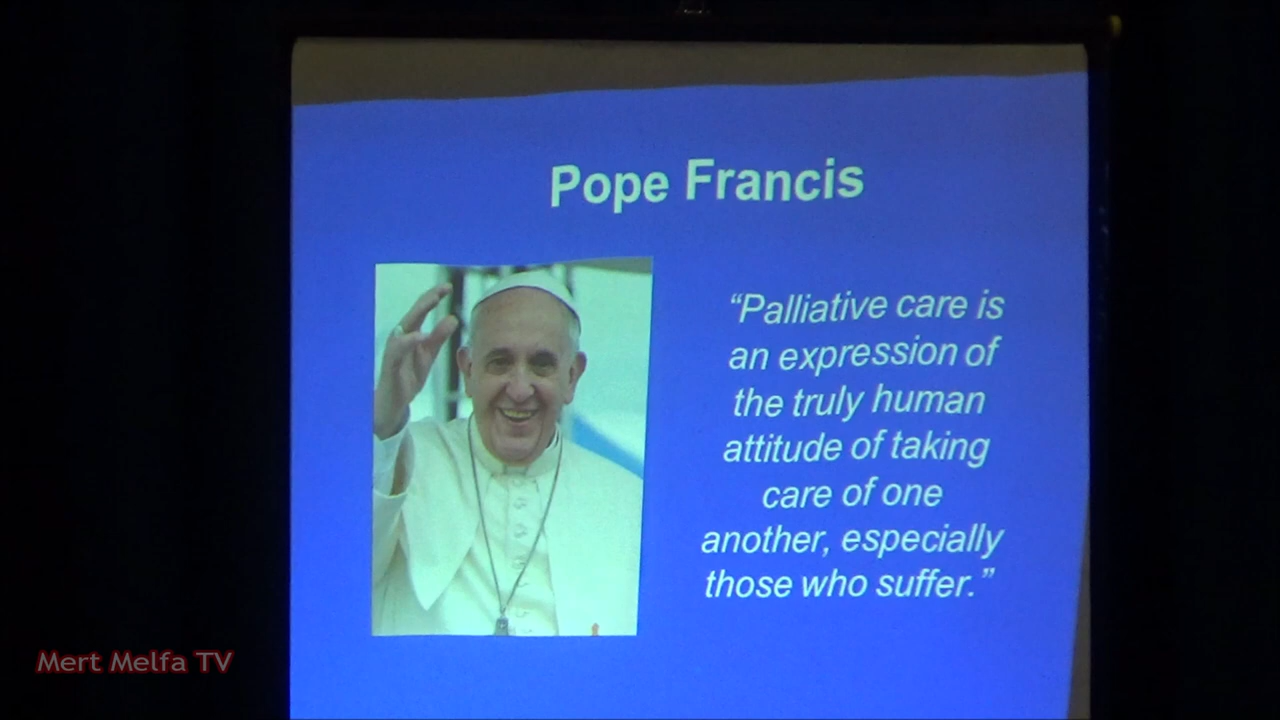 Pope Francis
“Palliative care is
an expression of
the truly human
attitude of taking
care of one
another, especially
those who suffer.”
Mert Melfa TV